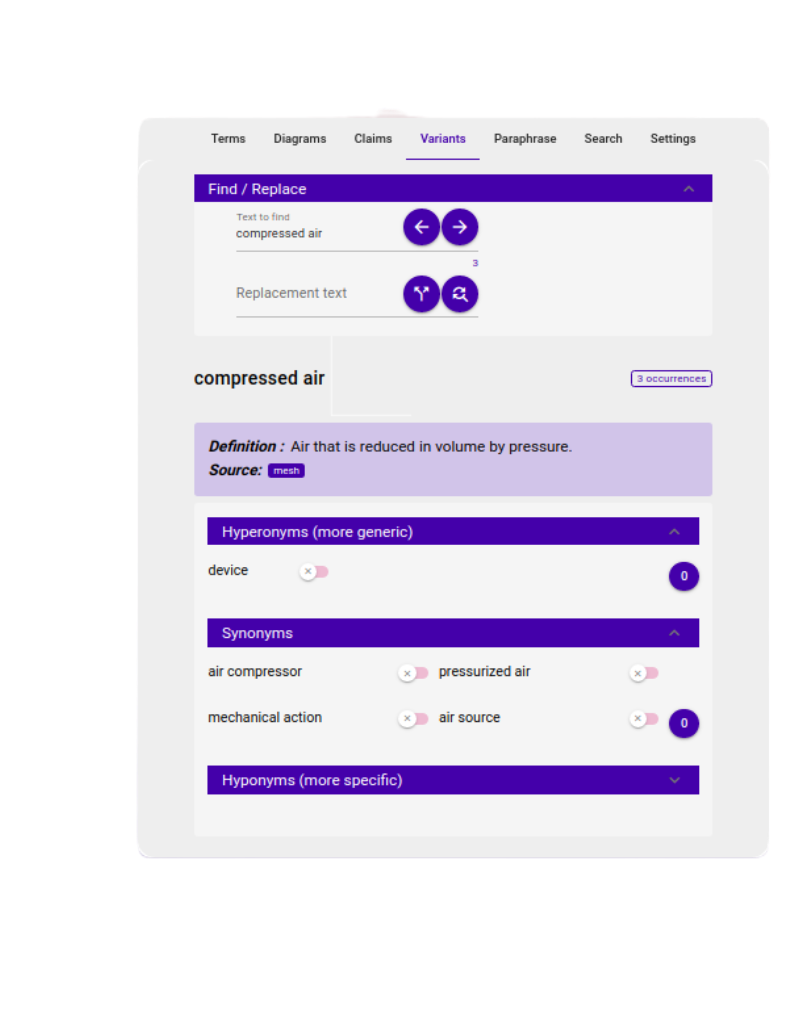 Terms Diagrams Claims Variants Paraphrase Search Settings
Find / Replace
Text to find
compressed air
3
Replacement text
compressed air 3 occurrences
Definition : Air that is reduced in volume by pressure.
Source: mesh
Hyperonyms (more generic)
device 0
Synonyms
air compressor pressurized air
mechanical action air source 0
Hyponyms (more specific)